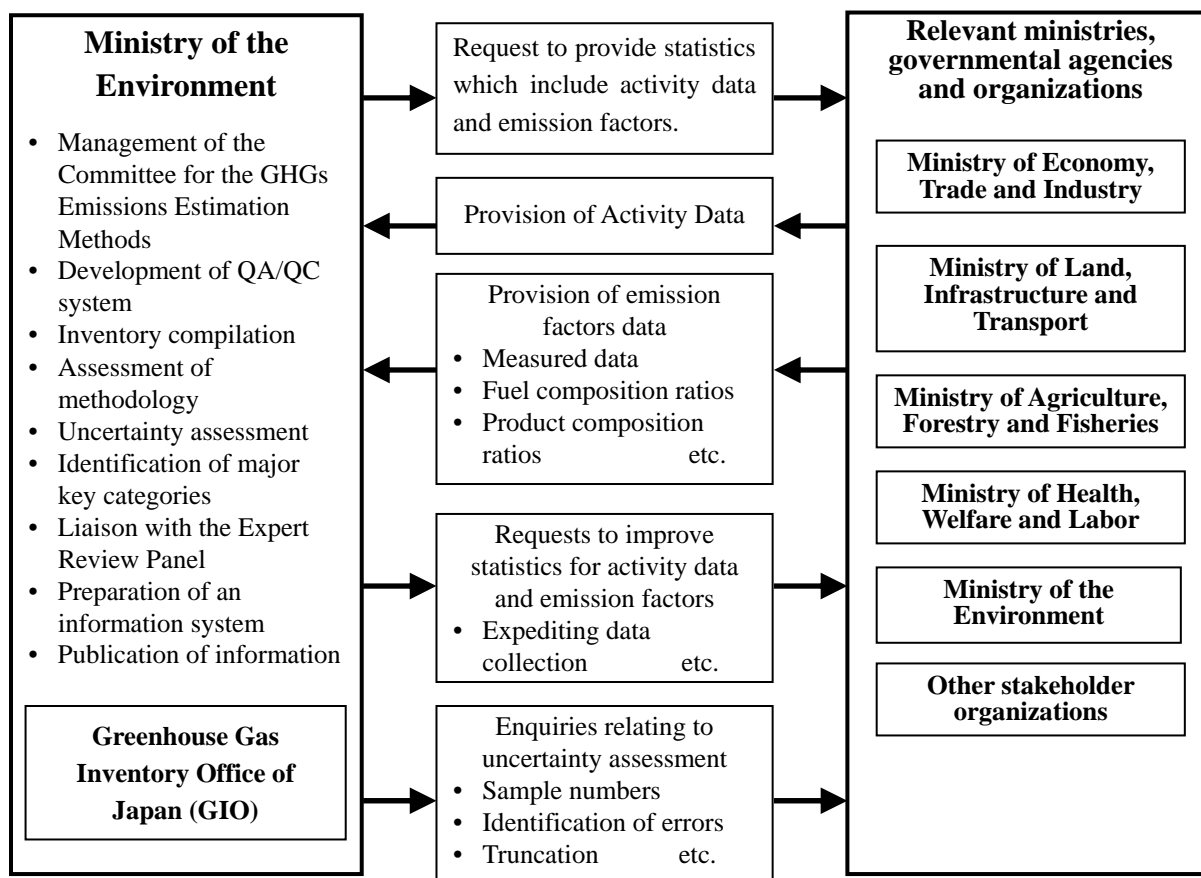 Ministry of the
Environment
• Management of the
Committee for the GHGs
Emissions Estimation
Methods
• Development of QA/QC
system
• Inventory compilation
• Assessment of
methodology
• Uncertainty assessment
• Identification of major
key categories
• Liaison with the Expert
Review Panel
• Preparation of an
information system
• Publication of information
Greenhouse Gas
Inventory Office of
Japan (GIO)
Request to provide statistics
which include activity data
and emission factors.
Provision of Activity Data
Provision of emission
factors data
• Measured data
• Fuel composition ratios
• Product composition
ratios etc.
Requests to improve
statistics for activity data
and emission factors
• Expediting data
collection etc.
Enquiries relating to
uncertainty assessment
• Sample numbers
• Identification of errors
• Truncation etc.
Relevant ministries,
governmental agencies
and organizations
Ministry of Economy,
Trade and Industry
Ministry of Land,
Infrastructure and
Transport
Ministry of Agriculture,
Forestry and Fisheries
Ministry of Health,
Welfare and Labor
Ministry of the
Environment
Other stakeholder
organizations